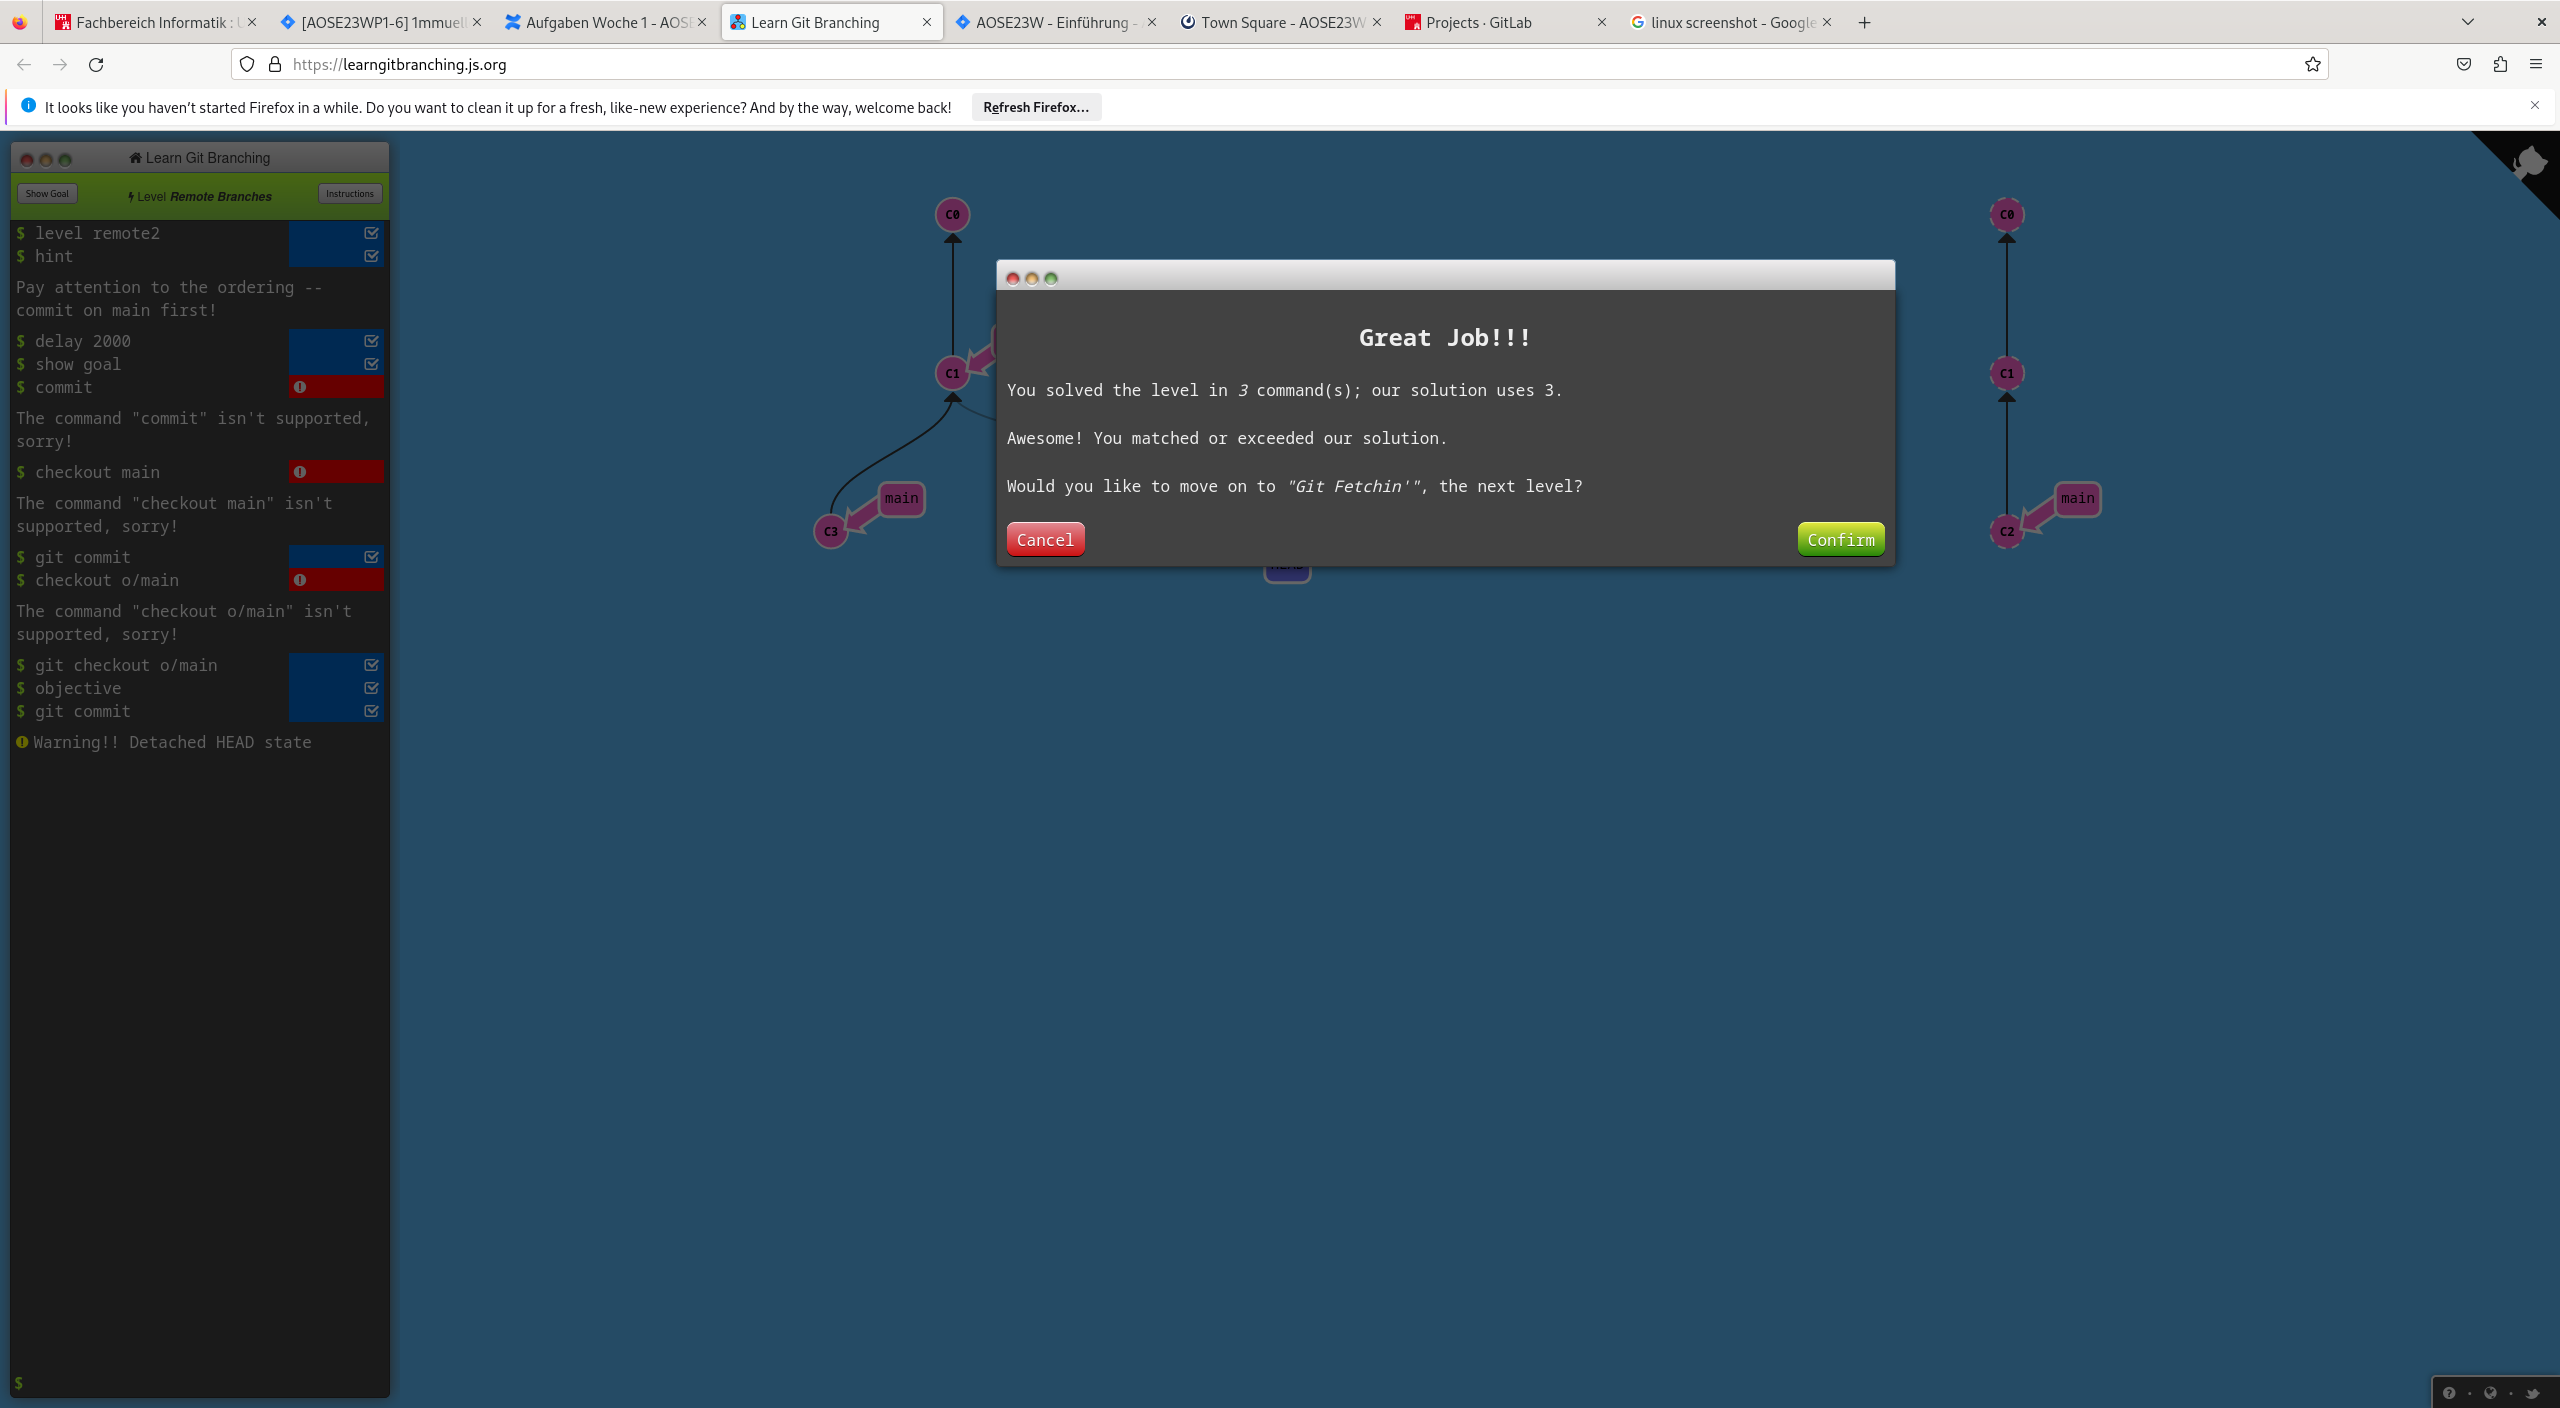 Fachbereich Informatik : U
[AOSE23WP1-6] 1mmuel
Aufgaben Woche 1 - AOSE
Learn Git Branching
AOSE23W - Einführung -
Town Square - AOSE23W
Projects · GitLab
linux screenshot - Google
https://learngitbranching.js.org
It looks like you haven't started Firefox in a while. Do you want to clean it up for a fresh, like-new experience? And by the way, welcome back!
Refresh Firefox…
Learn Git Branching
Show Goal
Level Remote Branches
Instructions
$ level remote2
$ hint
Pay attention to the ordering --
commit on main first!
$ delay 2000
$ show goal
$ commit
The command "commit" isn't supported,
sorry!
$ checkout main
The command "checkout main" isn't
supported, sorry!
$ git commit
$ checkout o/main
The command "checkout o/main" isn't
supported, sorry!
$ git checkout o/main
$ objective
$ git commit
Warning!! Detached HEAD state
$
C0
C1
C3
main
Great Job!!!
You solved the level in 3 command(s); our solution uses 3.
Awesome! You matched or exceeded our solution.
Would you like to move on to "Git Fetchin'", the next level?
Cancel
Confirm
C0
C1
C2
main